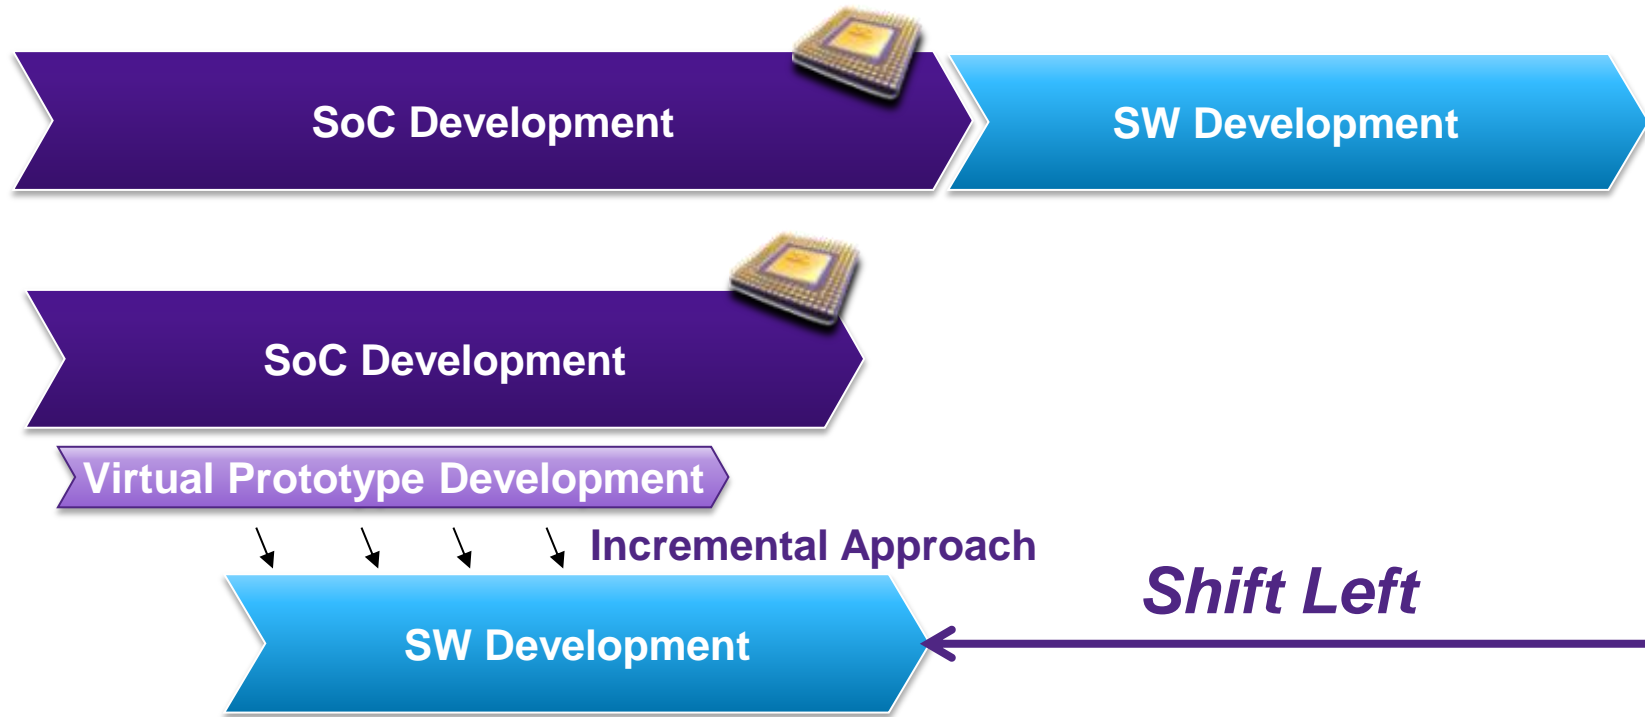 SoC Development
SW Development
SoC Development
Virtual Prototype Development
Incremental Approach
Shift Left
SW Development